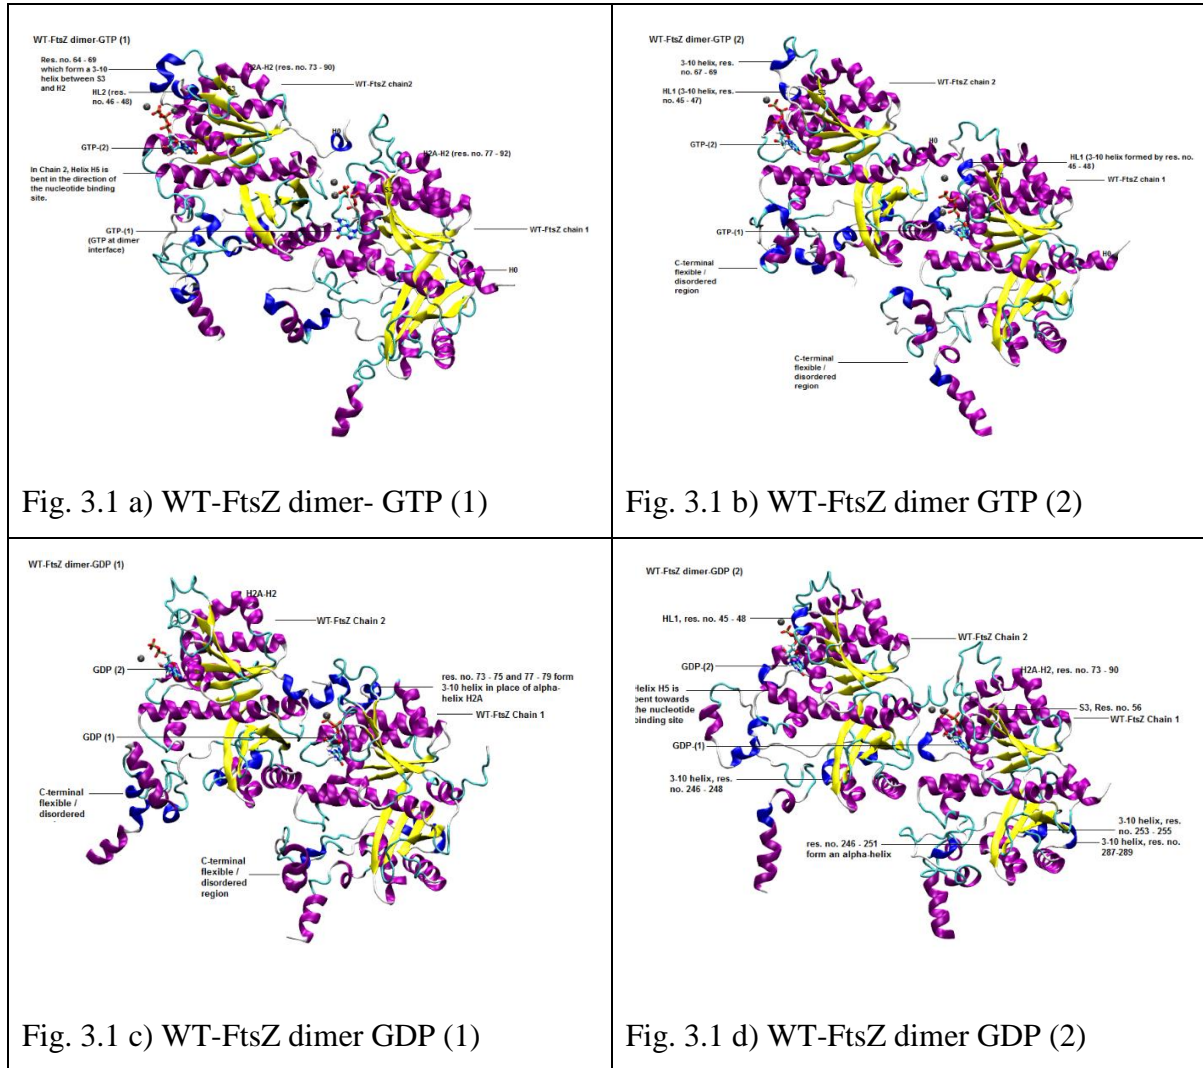 WT-FtsZ dimer-GTP (1)
Res. no. 64 - 69
which form a 3-10
helix between S3
and H2
H2A-H2 (res. no. 73 - 90)
S3
WT-FtsZ chain2
HL2 (res.
no. 46 - 48)
H0
GTP-(2)
H2A-H2 (res. no. 77 - 92)
In Chain 2, Helix H5 is
bent in the direction of
the nucleotide binding
site.
S3
GTP-(1)
(GTP at dimer
interface)
WT-FtsZ chain 1
H0
Fig. 3.1 a) WT-FtsZ dimer- GTP (1)
WT-FtsZ dimer-GTP (2)
3-10 helix, res.
no. 67 - 69
WT-FtsZ chain 2
S3
HL1 (3-10 helix, res.
no. 45 - 47)
GTP-(2)
H0
HL1 (3-10 helix formed by res. no.
45 - 48)
WT-FtsZ chain 1
GTP-(1)
H0
C-terminal
flexible /
disordered
region
C-terminal
flexible /
disordered
region
Fig. 3.1 b) WT-FtsZ dimer GTP (2)
WT-FtsZ dimer-GDP (1)
H2A-H2
WT-FtsZ Chain 2
GDP (2)
res. no. 73 - 75 and 77 - 79 form
3-10 helix in place of alpha-
helix H2A
WT-FtsZ Chain 1
GDP (1)
C-terminal
flexible /
disordered
C-terminal
flexible /
disordered
region
Fig. 3.1 c) WT-FtsZ dimer GDP (1)
WT-FtsZ dimer-GDP (2)
HL1, res. no. 45 - 48
WT-FtsZ Chain 2
GDP-(2)
H2A-H2, res. no. 73 - 90
Helix H5 is
bent towards
the nucleotide
binding site
S3, Res. no. 56
WT-FtsZ Chain 1
GDP-(1)
3-10 helix, res.
no. 246 - 248
3-10 helix, res.
no. 253 - 255
res. no. 246 - 251
form an alpha-helix
3-10 helix, res. no.
287-289
Fig. 3.1 d) WT-FtsZ dimer GDP (2)